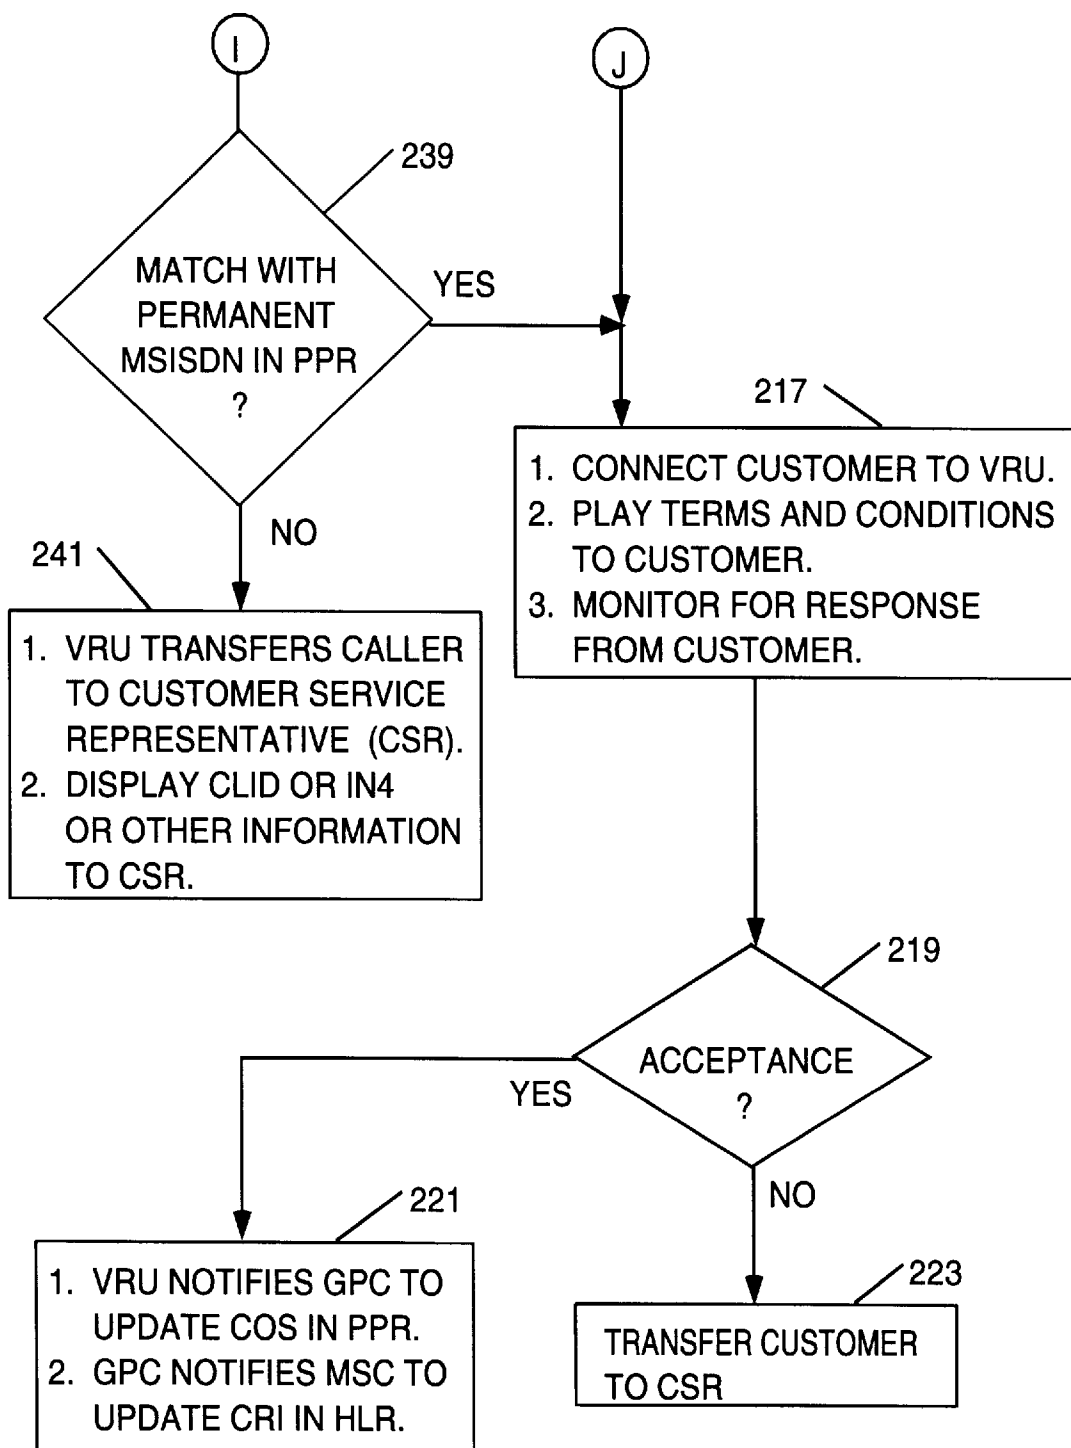 I
J
239
MATCH WITH
PERMANENT
MSISDN IN PPR
?
YES
NO
217
1. CONNECT CUSTOMER TO VRU.
2. PLAY TERMS AND CONDITIONS
TO CUSTOMER.
3. MONITOR FOR RESPONSE
FROM CUSTOMER.
241
1. VRU TRANSFERS CALLER
TO CUSTOMER SERVICE
REPRESENTATIVE (CSR).
2. DISPLAY CLID OR IN4
OR OTHER INFORMATION
TO CSR.
219
ACCEPTANCE
?
YES
NO
221
1. VRU NOTIFIES GPC TO
UPDATE COS IN PPR.
2. GPC NOTIFIES MSC TO
UPDATE CRI IN HLR.
223
TRANSFER CUSTOMER
TO CSR